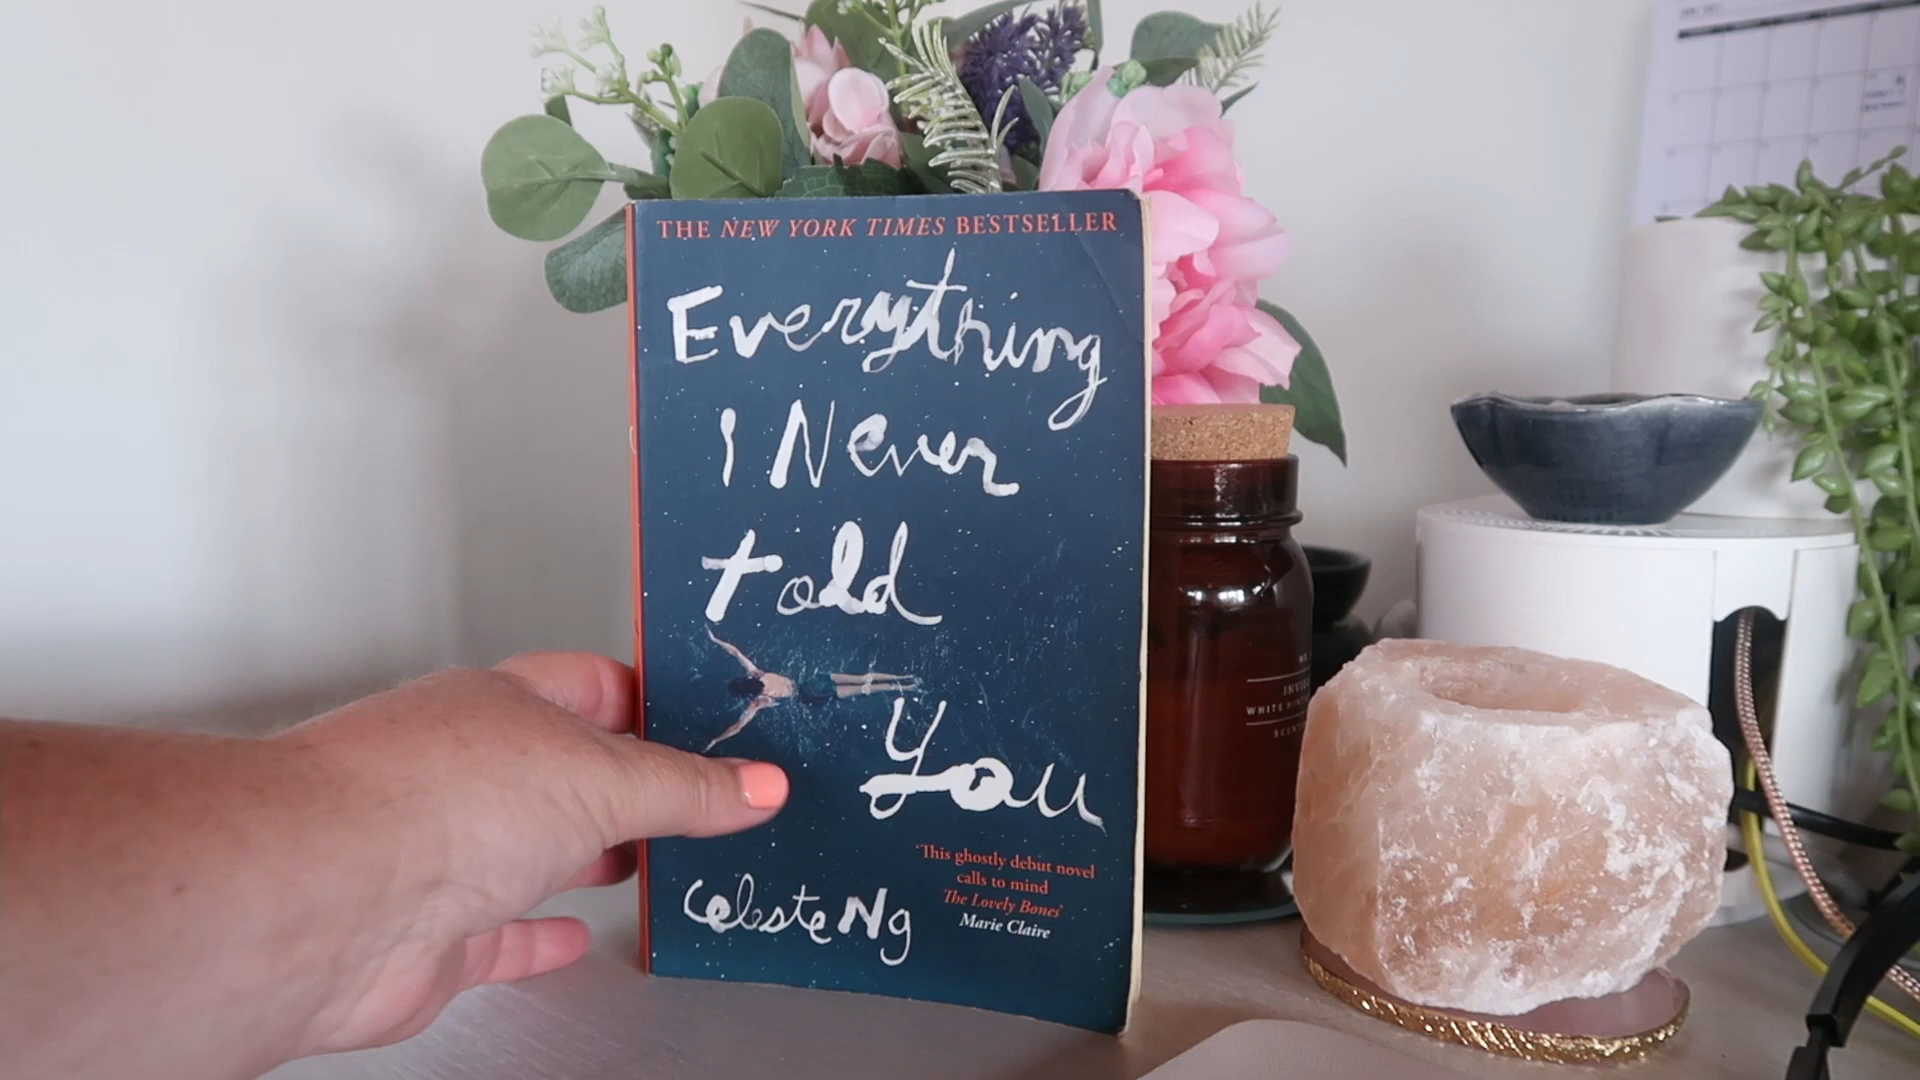 THE NEW YORK TIMES BESTSELLER
Everything
I Never
told
You
Celeste Ng
'This ghostly debut novel
calls to mind
The Lovely Bones'
Marie Claire
WHITE